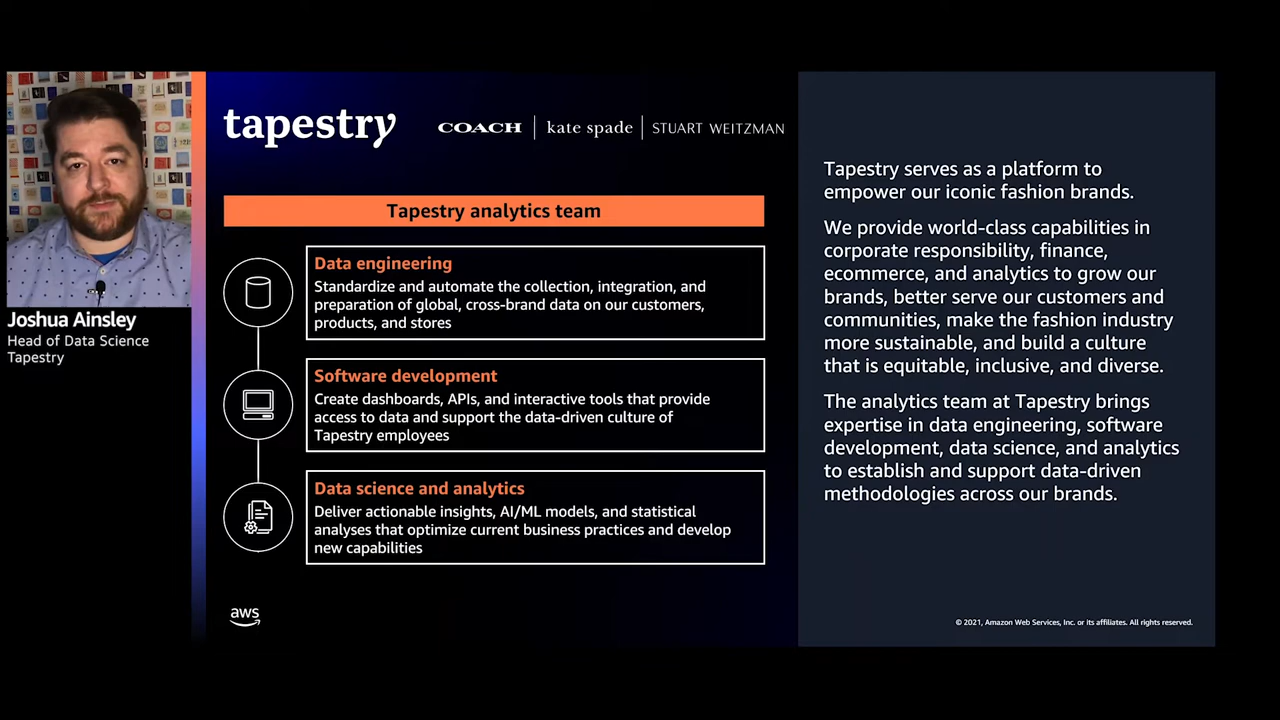 tapestry
COACH | kate spade | STUART WEITZMAN
Tapestry analytics team
Data engineering
Standardize and automate the collection, integration, and
preparation of global, cross-brand data on our customers,
products, and stores
Software development
Create dashboards, APIs, and interactive tools that provide
access to data and support the data-driven culture of
Tapestry employees
Data science and analytics
Deliver actionable insights, AI/ML models, and statistical
analyses that optimize current business practices and develop
new capabilities
Joshua Ainsley
Head of Data Science
Tapestry
Tapestry serves as a platform to
empower our iconic fashion brands.
We provide world-class capabilities in
corporate responsibility, finance,
ecommerce, and analytics to grow our
brands, better serve our customers and
communities, make the fashion industry
more sustainable, and build a culture
that is equitable, inclusive, and diverse.
The analytics team at Tapestry brings
expertise in data engineering, software
development, data science, and analytics
to establish and support data-driven
methodologies across our brands.
aws
© 2021, Amazon Web Services, Inc. or its affiliates. All rights reserved.